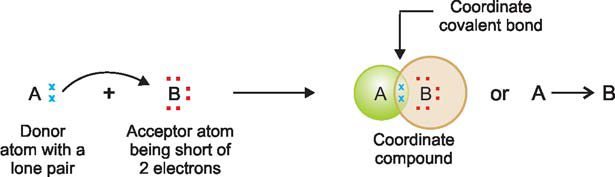 Coordinate
covalent bond
A + B A B or A B
Donor
atom with a
lone pair
Acceptor atom
being short of
2 electrons
Coordinate
compound